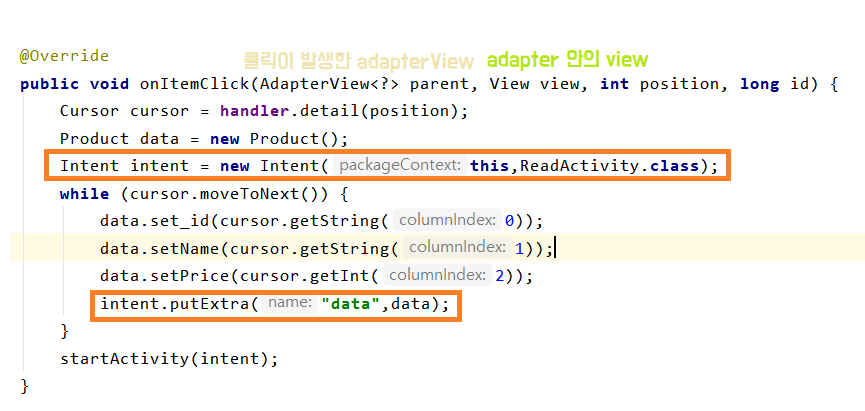 @Override
클릭이 발생한 adapterView adapter 안의 view
public void onItemClick(AdapterView<?> parent, View view, int position, long id) {
Cursor cursor = handler.detail(position);
Product data = new Product();
Intent intent = new Intent( packageContext: this,ReadActivity.class);
while (cursor.moveToNext()) {
data.set_id(cursor.getString( columnIndex: 0));
data.setName(cursor.getString( columnIndex: 1));
data.setPrice(cursor.getInt( columnIndex: 2));
intent.putExtra( name: "data",data);
}
startActivity(intent);
}